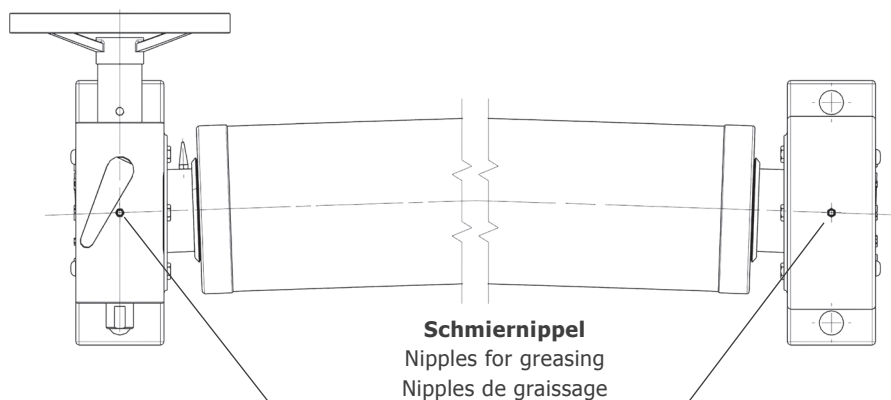 Schmiernippel
Nipples for greasing
Nipples de graissage